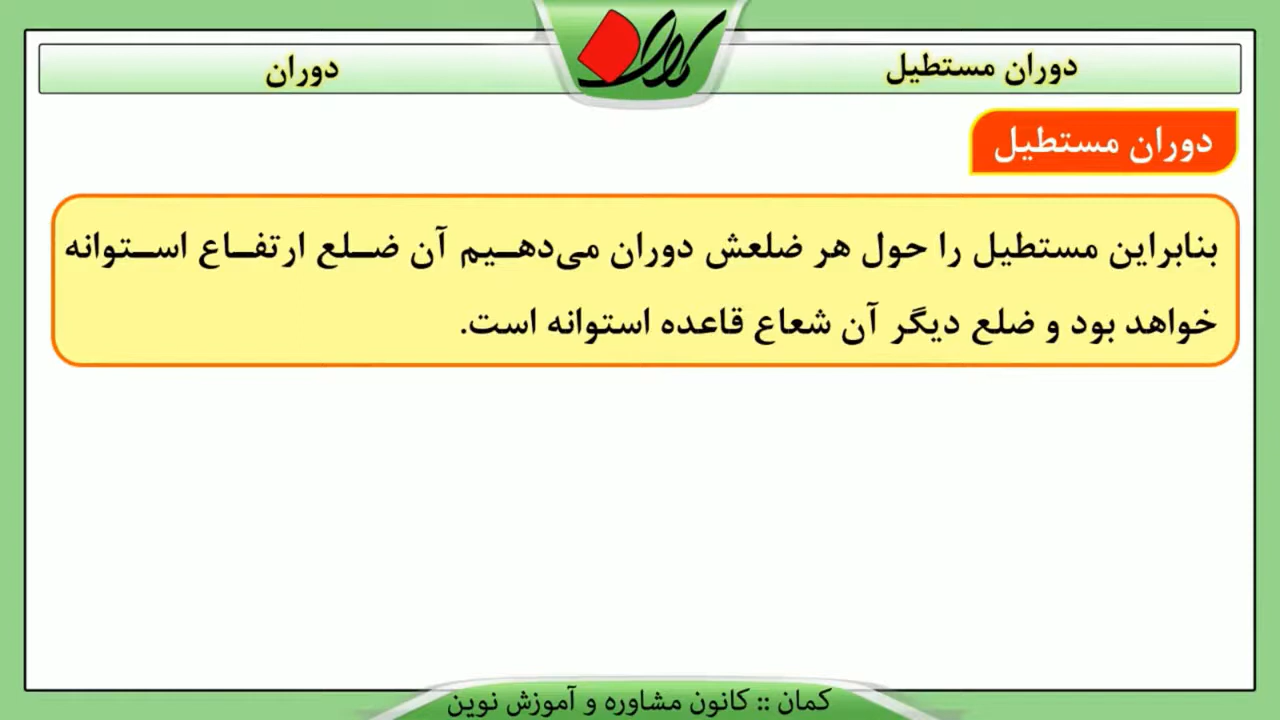 دوران مستطیل
کمان
دوران
دوران مستطیل
بنابراین مستطیل را حول هر ضلعش دوران می‌دهیم آن ضلع ارتفاع استوانه
خواهد بود و ضلع دیگر آن شعاع قاعده استوانه است.
کمان :: کانون مشاوره و آموزش نوین